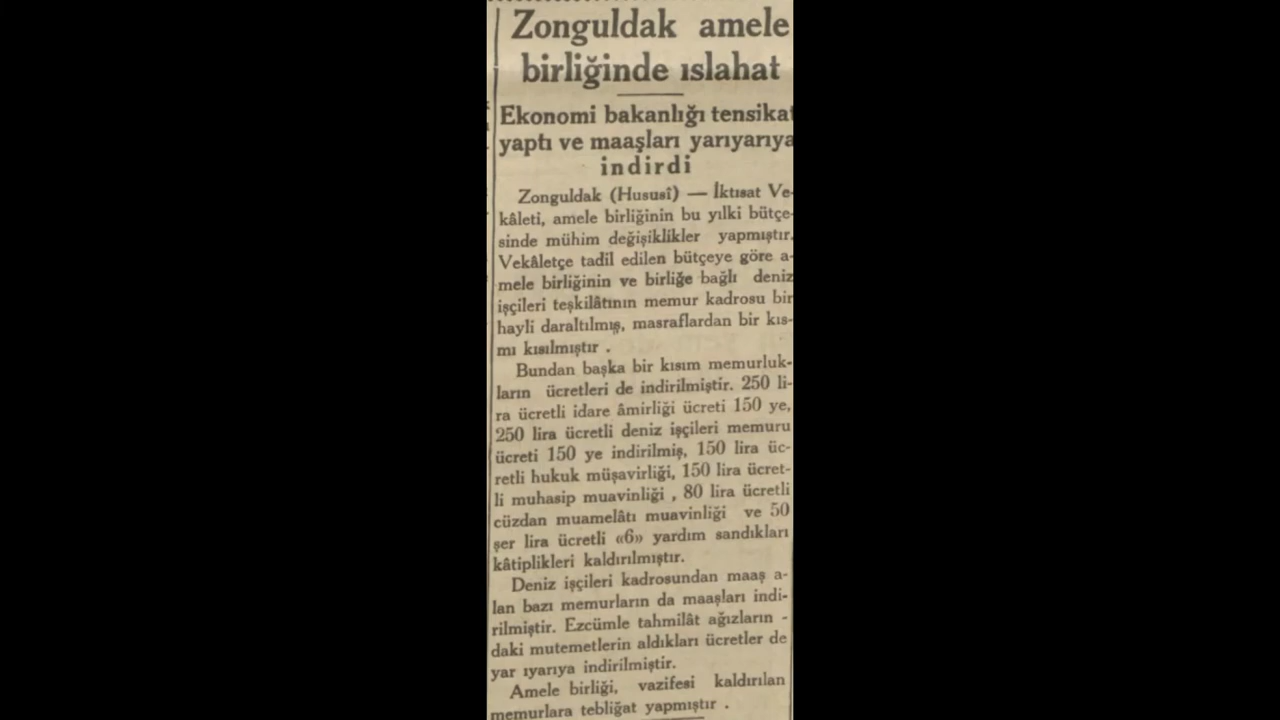 Zonguldak amele
birliğinde ıslahat
Ekonomi bakanlığı tensikat
yaptı ve maaşları yarıyarıya
indirdi
Zonguldak (Hususî) — İktısat Ve-
kâleti, amele birliğinin bu yılki bütçe-
sinde mühim değişiklikler yapmıştır.
Vekâletçe tadil edilen bütçeye göre a-
mele birliğinin ve birliğe bağlı deniz
işçileri teşkilâtının memur kadrosu bir
hayli daraltılmış, masraflardan bir kıs-
mı kısılmıştır .
Bundan başka bir kısım memurluk-
ların ücretleri de indirilmiştir. 250 li-
ra ücretli idare âmirliği ücreti 150 ye,
250 lira ücretli deniz işçileri memuru
ücreti 150 ye indirilmiş, 150 lira üc-
retli hukuk müşavirliği, 150 lira ücret-
li muhasip muavinliği , 80 lira ücretli
cüzdan muamelâtı muavinliği ve 50
şer lira ücretli «6» yardım sandıkları
kâtiplikleri kaldırılmıştır.
Deniz işçileri kadrosundan maaş a-
lan bazı memurların da maaşları indi-
rilmiştir. Ezcümle tahmilât ağızların -
daki mutemetlerin aldıkları ücretler de
yar ıyarıya indirilmiştir.
Amele birliği, vazifesi kaldırılan
memurlara tebliğat yapmıştır .